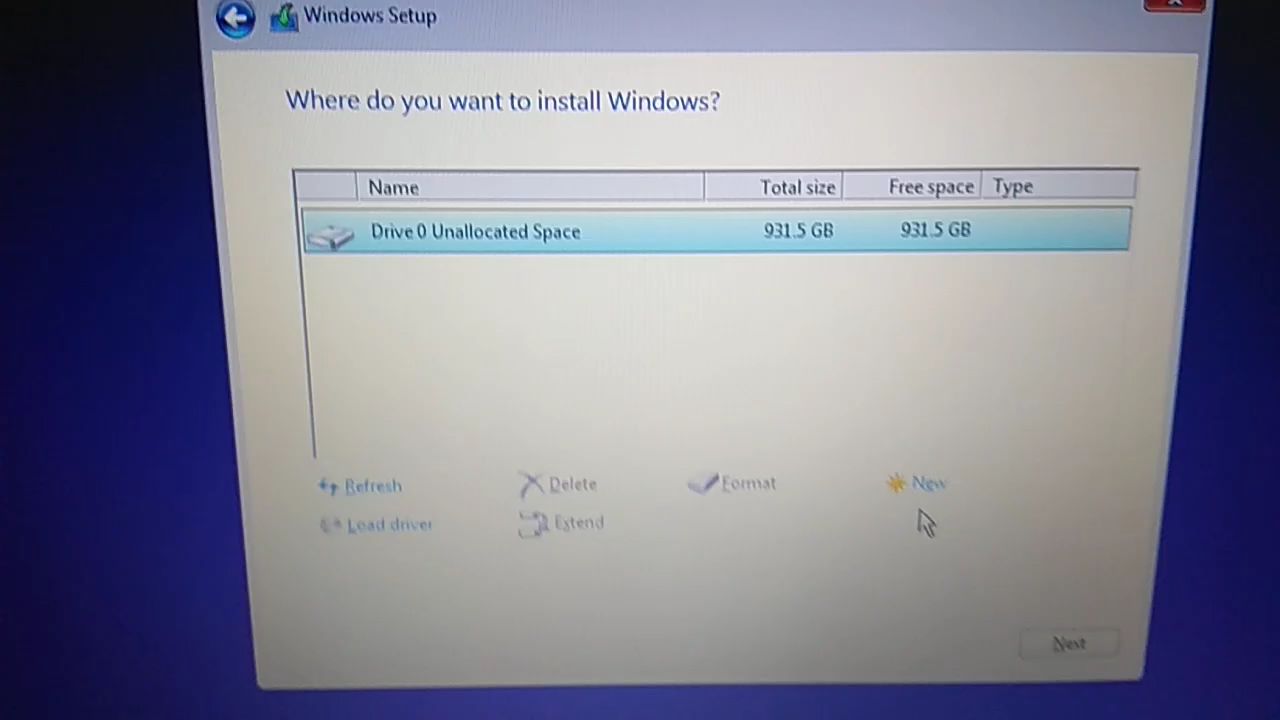 Windows Setup
Where do you want to install Windows?
Name Total size Free space Type
Drive 0 Unallocated Space 931.5 GB 931.5 GB
Refresh Delete Format New
Load driver Extend
Next